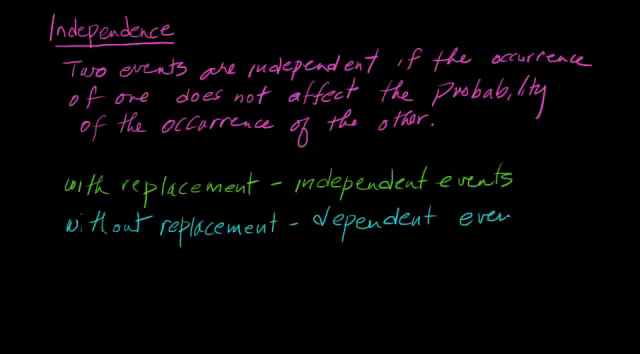 Independence
Two events are independent if the occurrence
of one does not affect the probability
of the occurrence of the other.
with replacement - independent events
without replacement - dependent even